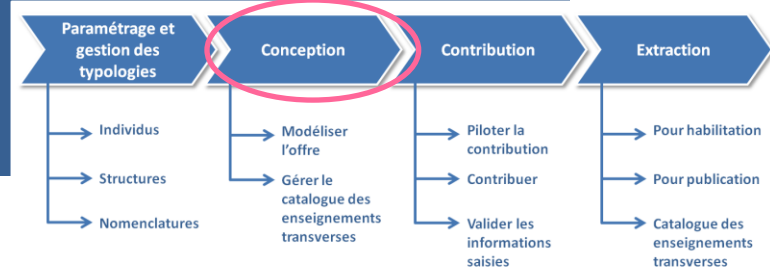 Paramétrage et
gestion des
typologies
Conception
Contribution
Extraction
Individus
Structures
Nomenclatures
Modéliser
l'offre
Gérer le
catalogue des
enseignements
transverses
Piloter la
contribution
Contribuer
Valider les
informations
saisies
Pour habilitation
Pour publication
Catalogue des
enseignements
transverses